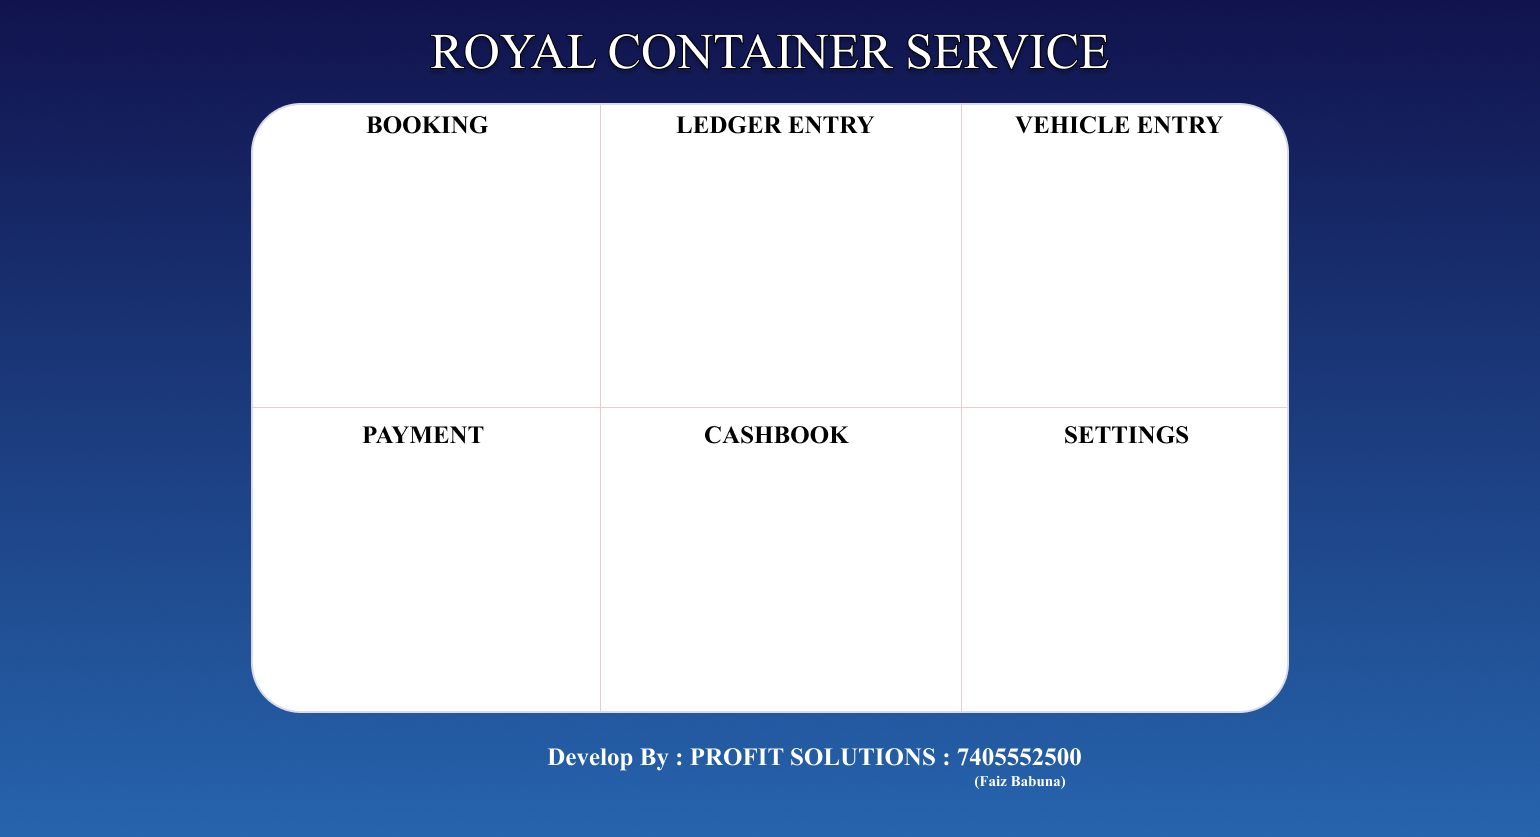 ROYAL CONTAINER SERVICE
BOOKING LEDGER ENTRY VEHICLE ENTRY
PAYMENT CASHBOOK SETTINGS
Develop By : PROFIT SOLUTIONS : 7405552500
(Faiz Babuna)